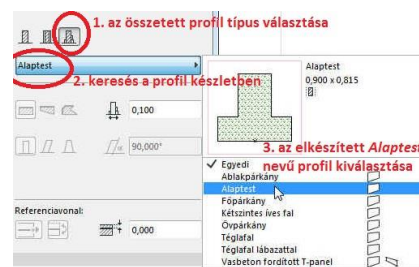 1. az összetett profil típus választása
Alaptest
2. keresés a profil készletben
Alaptest
0,900 x 0,815
0,100
90,000°
3. az elkészített Alaptest
nevű profil kiválasztása
Egyedi
Ablakpárkány
Alaptest
Főpárkány
Kétszintes íves fal
Övpárkány
Téglafal
Téglafal lábazattal
Vasbeton fordított T-panel
Referenciavonal:
0,000